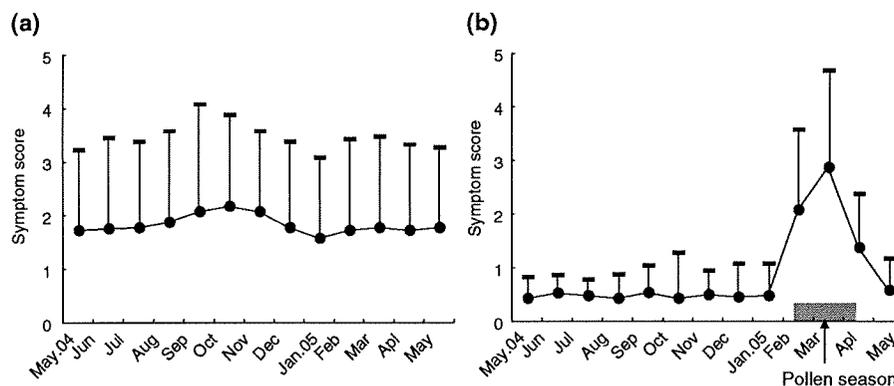 (a)
5
4
3
2
1
0
Symptom score
May.04 Jun Jul Aug Sep Oct Nov Dec Jan.05 Feb Mar Apl May
(b)
5
4
3
2
1
0
Symptom score
May.04 Jun Jul Aug Sep Oct Nov Dec Jan.05 Feb Mar Apl May
Pollen season